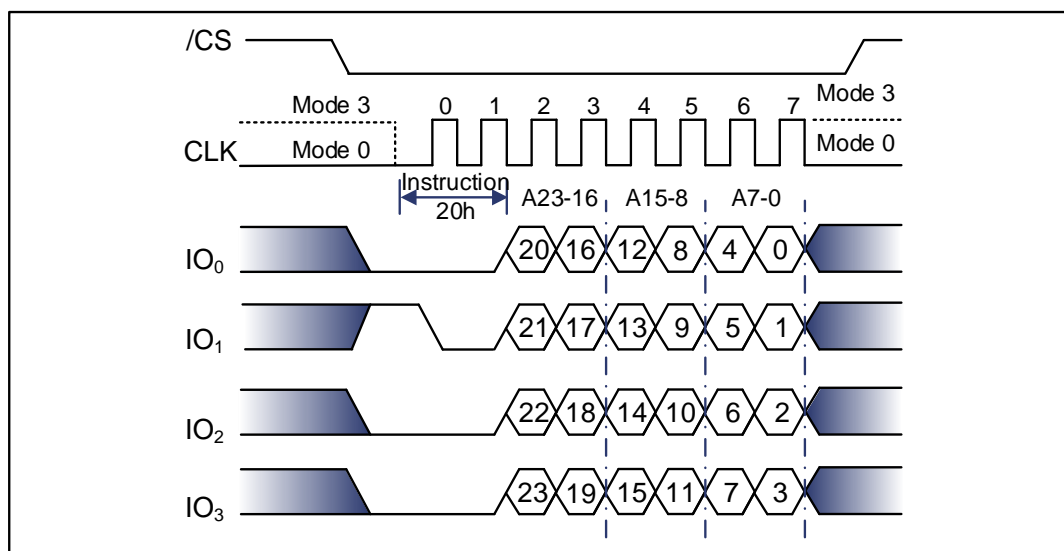 /CS
Mode 3 0 1 2 3 4 5 6 7 Mode 3
CLK Mode 0 Mode 0
Instruction
20h A23-16 A15-8 A7-0
IO₀ 20 16 12 8 4 0
IO₁ 21 17 13 9 5 1
IO₂ 22 18 14 10 6 2
IO₃ 23 19 15 11 7 3